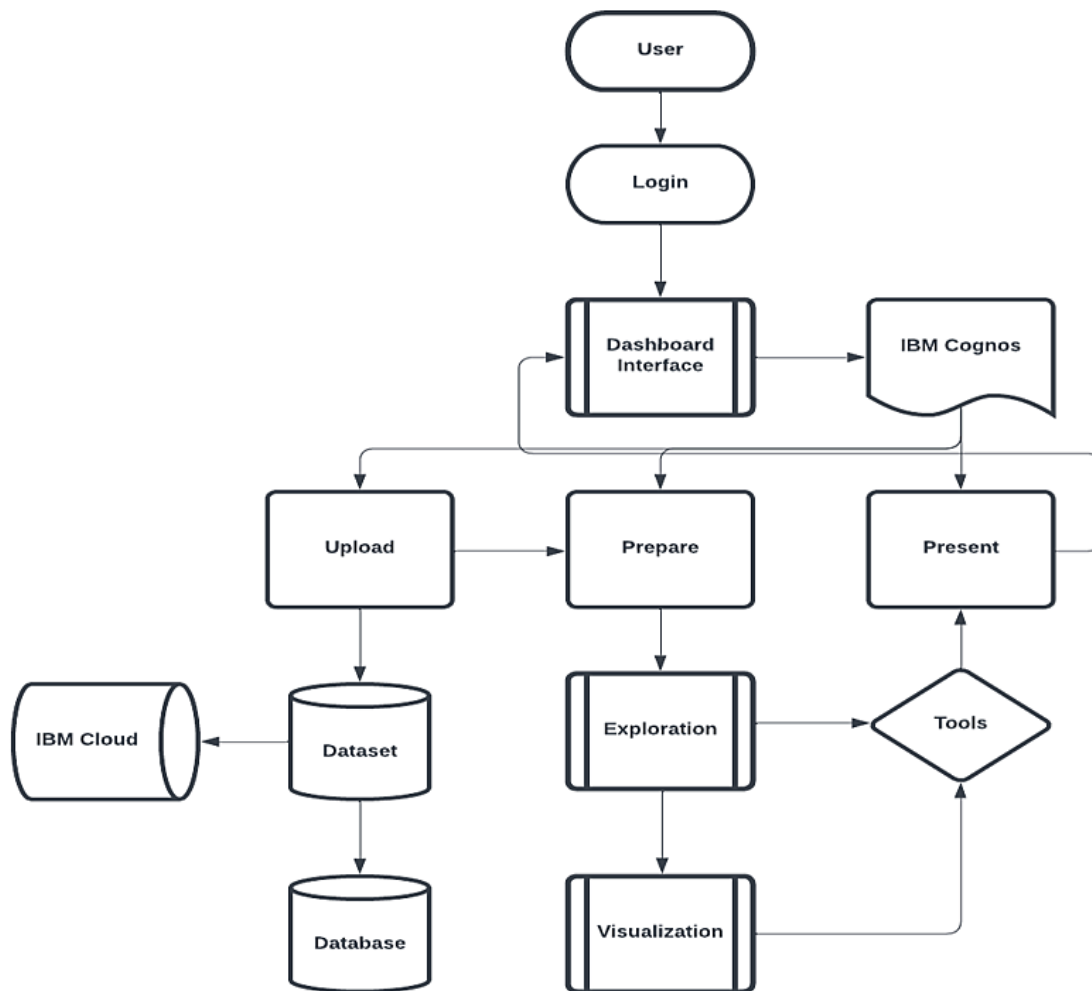 User
Login
Dashboard
Interface
IBM Cognos
Upload
Prepare
Present
IBM Cloud
Dataset
Exploration
Tools
Database
Visualization